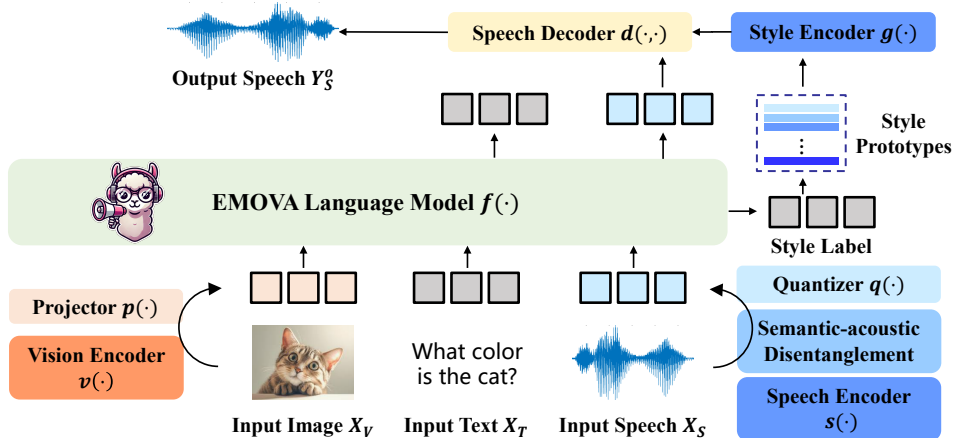 Speech Decoder d(·,·)
Style Encoder g(·)
Output Speech Y_S^o
Style
Prototypes
EMOVA Language Model f(·)
Style Label
Projector p(·)
Vision Encoder
v(·)
What color
is the cat?
Quantizer q(·)
Semantic-acoustic
Disentanglement
Speech Encoder
s(·)
Input Image X_V
Input Text X_T
Input Speech X_S